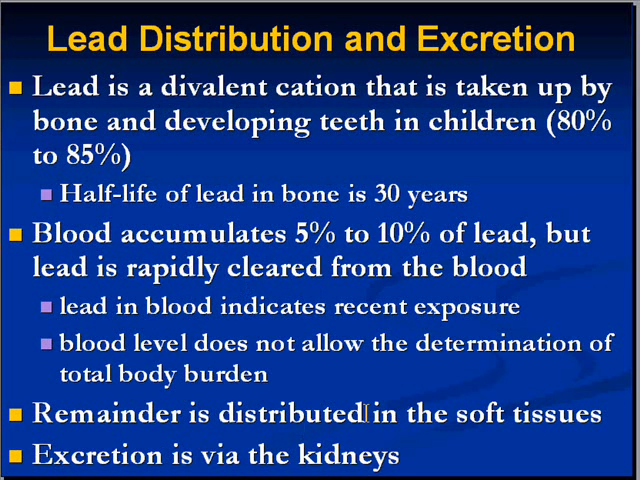 Lead Distribution and Excretion
Lead is a divalent cation that is taken up by
bone and developing teeth in children (80%
to 85%)
Half-life of lead in bone is 30 years
Blood accumulates 5% to 10% of lead, but
lead is rapidly cleared from the blood
lead in blood indicates recent exposure
blood level does not allow the determination of
total body burden
Remainder is distributed in the soft tissues
Excretion is via the kidneys